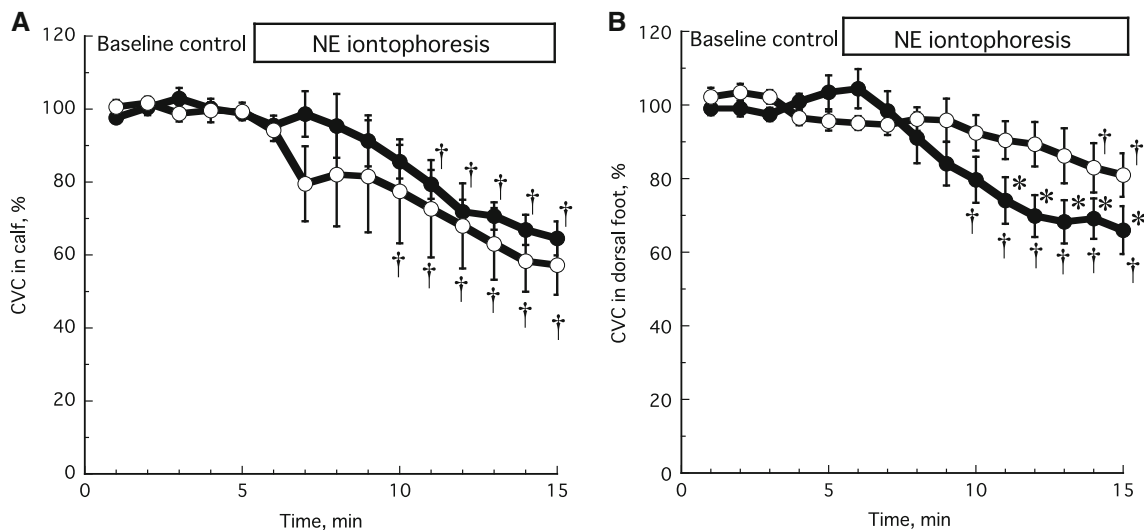 A
Baseline control
NE iontophoresis
CVC in calf, %
120
100
80
60
40
20
0
† † † † †
† † † † † †
0 5 10 15
Time, min
B
Baseline control
NE iontophoresis
CVC in dorsal foot, %
120
100
80
60
40
20
0
† †
* * * * *
† † † † † †
0 5 10 15
Time, min